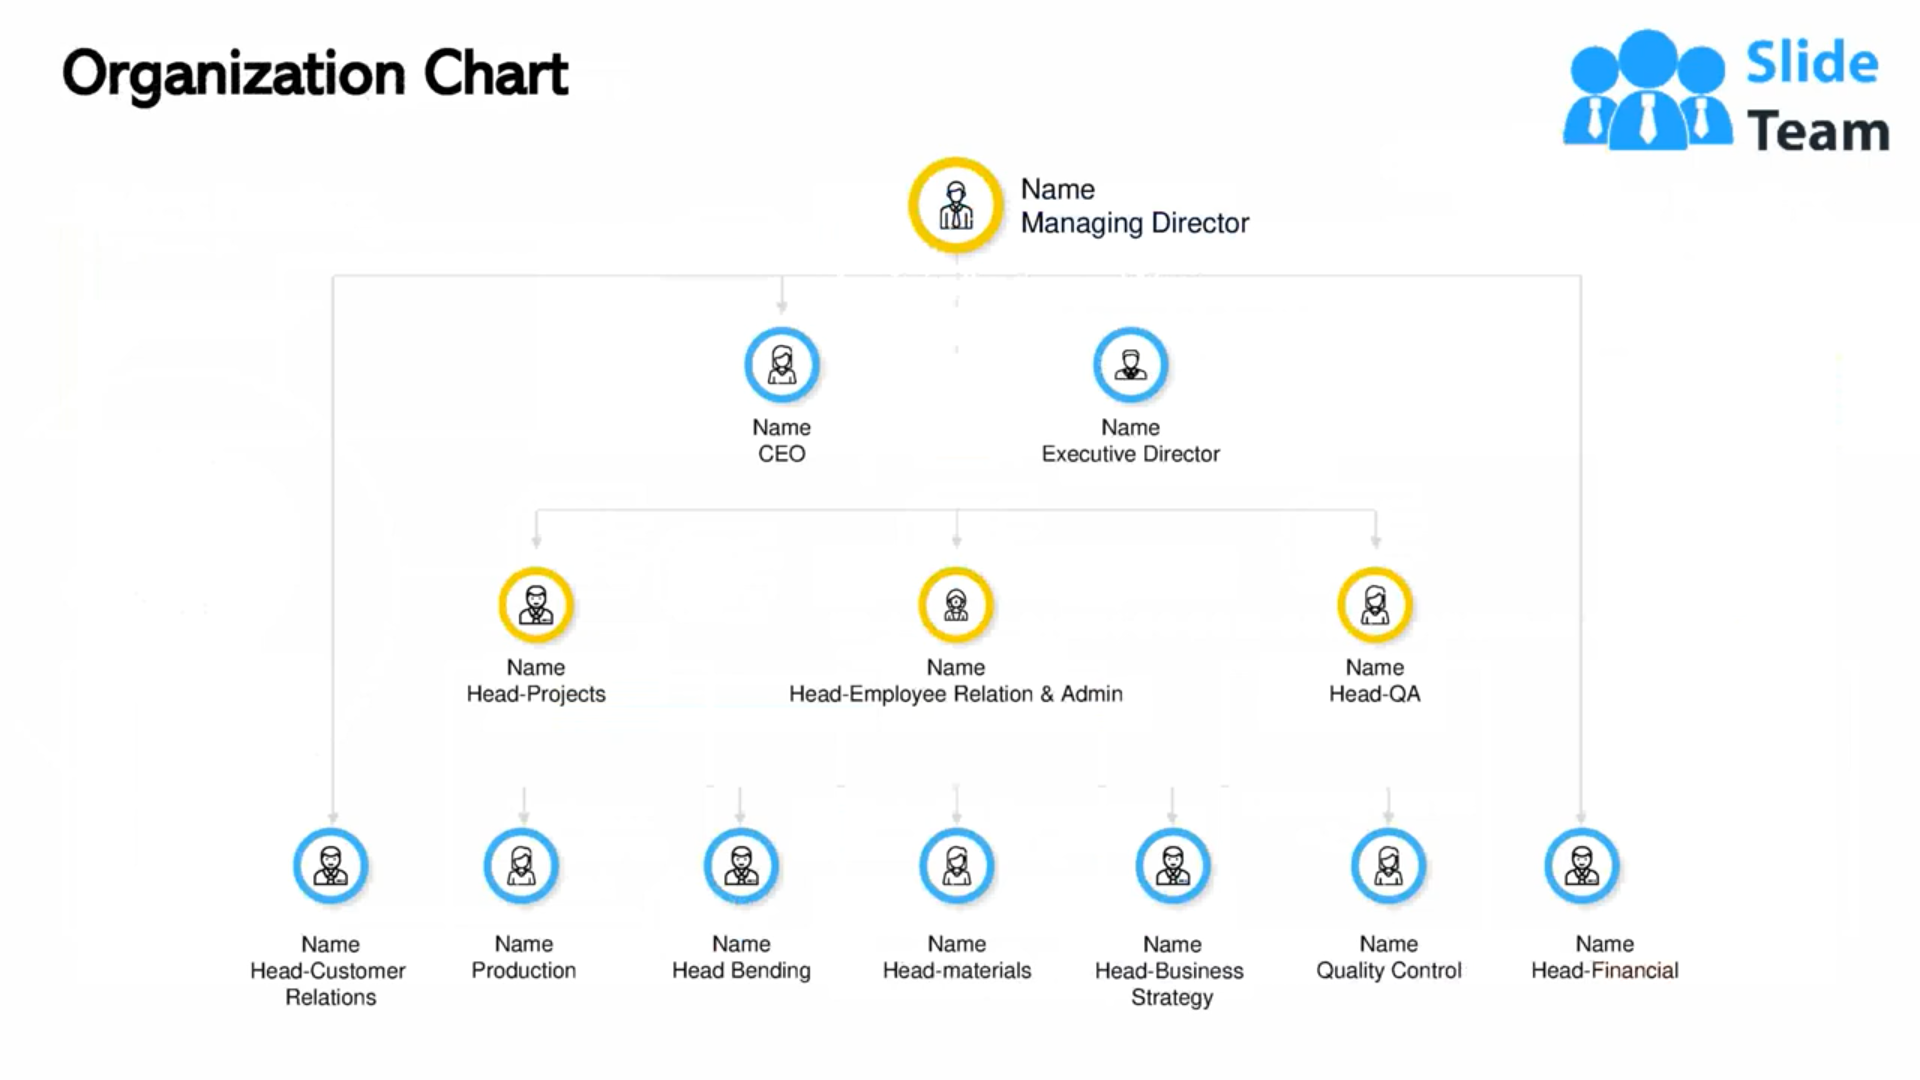 Organization Chart
Slide
Team
Name
Managing Director
Name
CEO
Name
Executive Director
Name
Head-Projects
Name
Head-Employee Relation & Admin
Name
Head-QA
Name
Head-Customer
Relations
Name
Production
Name
Head Bending
Name
Head-materials
Name
Head-Business
Strategy
Name
Quality Control
Name
Head-Financial